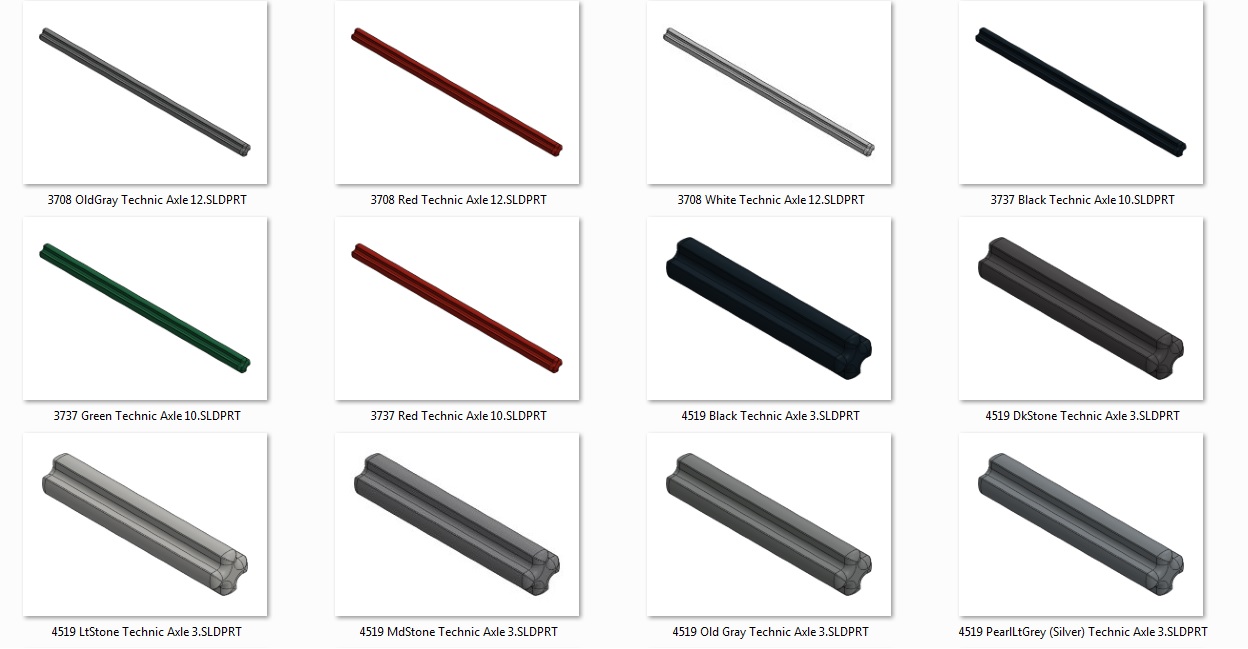 3708 OldGray Technic Axle 12.SLDPRT
3708 Red Technic Axle 12.SLDPRT
3708 White Technic Axle 12.SLDPRT
3737 Black Technic Axle 10.SLDPRT
3737 Green Technic Axle 10.SLDPRT
3737 Red Technic Axle 10.SLDPRT
4519 Black Technic Axle 3.SLDPRT
4519 DkStone Technic Axle 3.SLDPRT
4519 LtStone Technic Axle 3.SLDPRT
4519 MdStone Technic Axle 3.SLDPRT
4519 Old Gray Technic Axle 3.SLDPRT
4519 PearlLtGrey (Silver) Technic Axle 3.SLDPRT